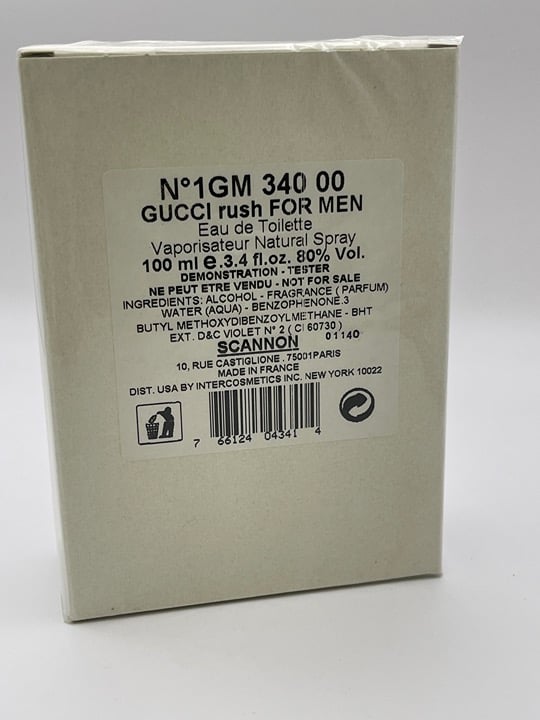 N°1GM 340 00
GUCCI rush FOR MEN
Eau de Toilette
Vaporisateur Natural Spray
100 ml e.3.4 fl.oz. 80% Vol.
DEMONSTRATION - TESTER
NE PEUT ETRE VENDU - NOT FOR SALE
INGREDIENTS: ALCOHOL - FRAGRANCE ( PARFUM)
WATER (AQUA) - BENZOPHENONE.3
BUTYL METHOXYDIBENZOYLMETHANE - BHT
EXT. D&C VIOLET N° 2 ( CI 60730 )
01140
SCANNON
10, RUE CASTIGLIONE . 75001PARIS
MADE IN FRANCE
DIST. USA BY INTERCOSMETICS INC. NEW YORK 10022
7 66124 04341 4